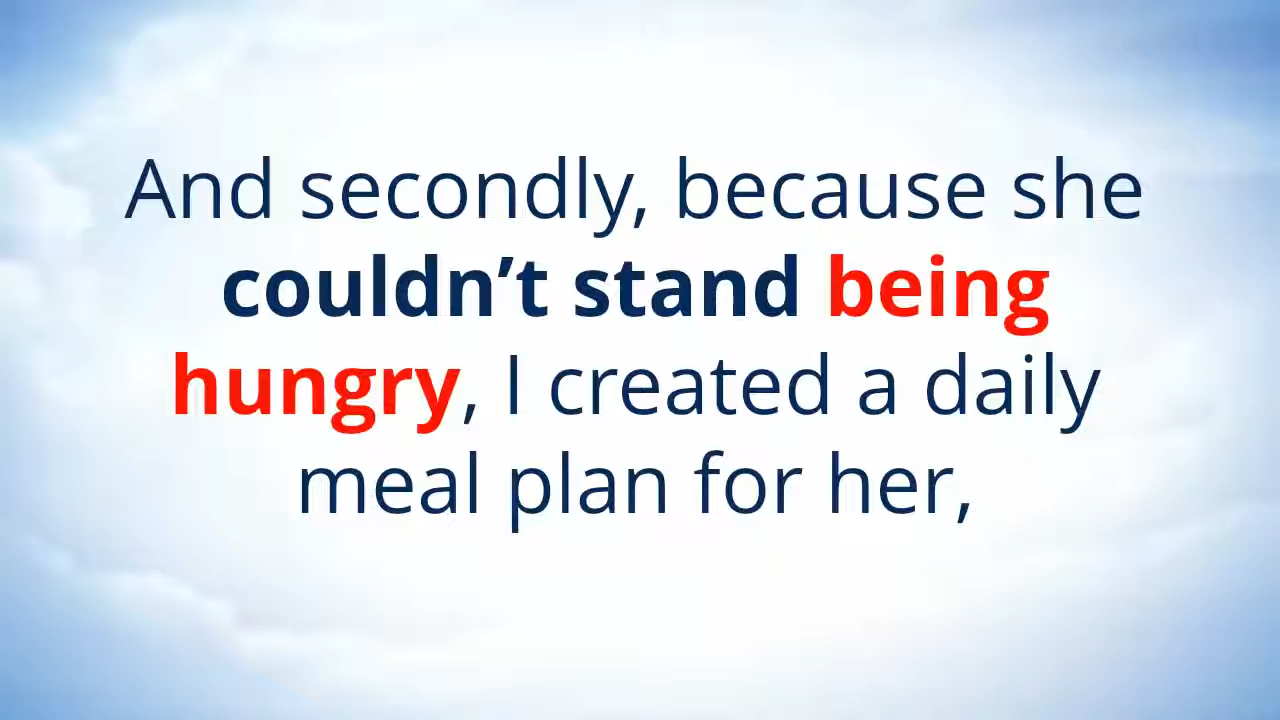 And secondly, because she
couldn’t stand being
hungry, I created a daily
meal plan for her,